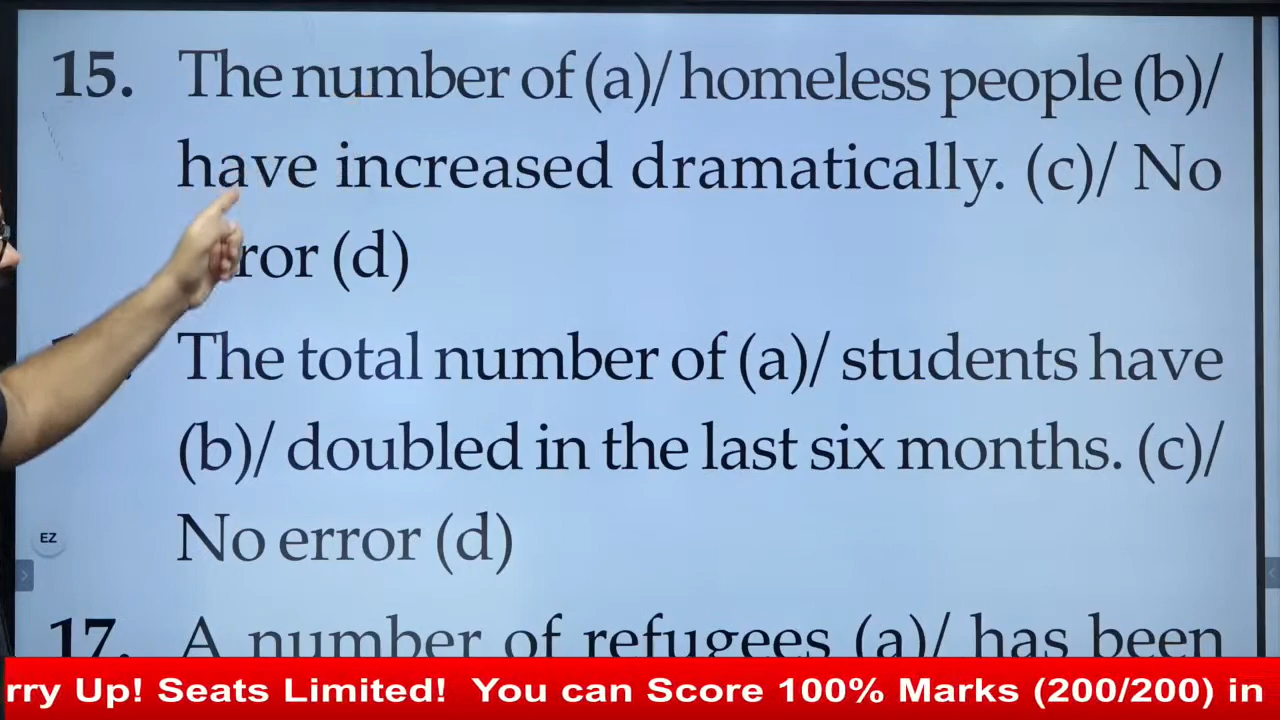 15. The number of (a)/ homeless people (b)/
have increased dramatically. (c)/ No
ror (d)
The total number of (a)/ students have
(b)/ doubled in the last six months. (c)/
No error (d)
EZ
17. A number of refugees (a)/ has been
rry Up! Seats Limited! You can Score 100% Marks (200/200) in